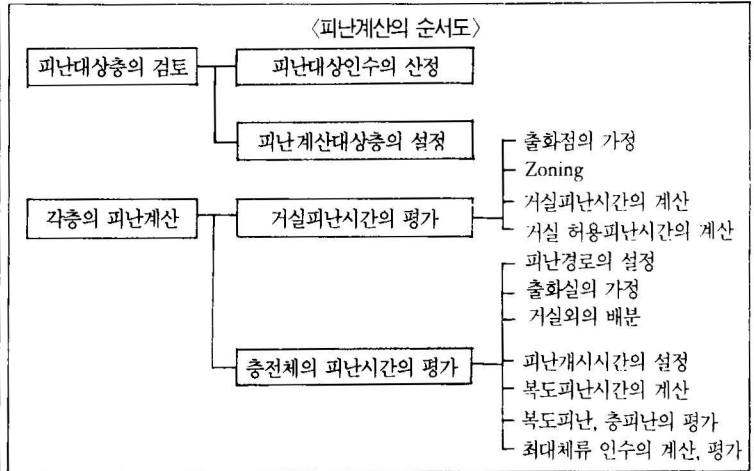 〈피난계산의 순서도〉
피난대상층의 검토
피난대상인수의 산정
피난계산대상층의 설정
각층의 피난계산
거실피난시간의 평가
출화점의 가정
Zoning
거실피난시간의 계산
거실 허용피난시간의 계산
층전체의 피난시간의 평가
피난경로의 설정
출화실의 가정
거실외의 배분
피난개시시간의 설정
복도피난시간의 계산
복도피난, 층피난의 평가
최대체류 인수의 계산, 평가